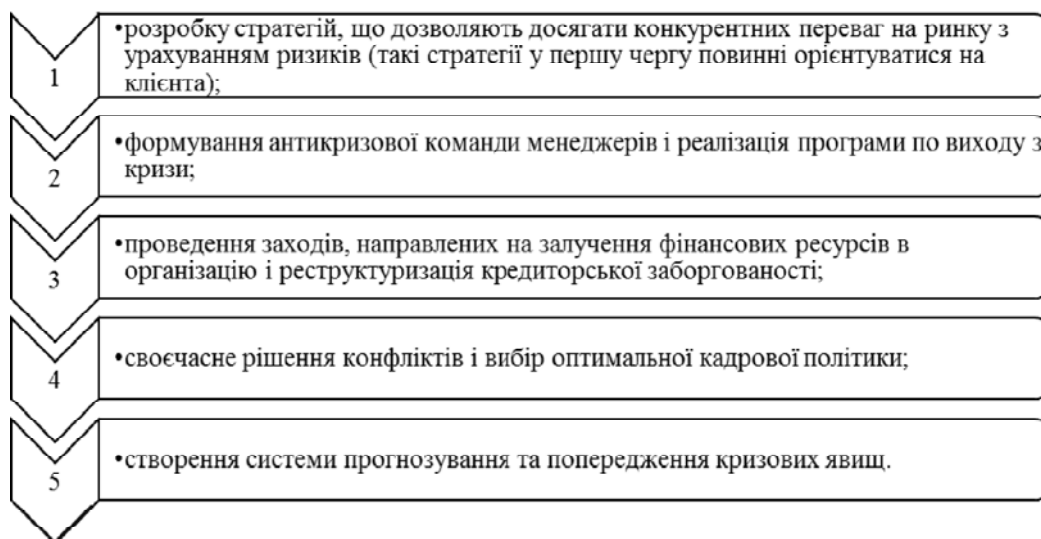 1
•розробку стратегій, що дозволяють досягати конкурентних переваг на ринку з
урахуванням ризиків (такі стратегії у першу чергу повинні орієнтуватися на
клієнта);
2
•формування антикризової команди менеджерів і реалізація програми по виходу з
кризи;
3
•проведення заходів, направлених на залучення фінансових ресурсів в
організацію і реструктуризація кредиторської заборгованості;
4
•своєчасне рішення конфліктів і вибір оптимальної кадрової політики;
5
•створення системи прогнозування та попередження кризових явищ.